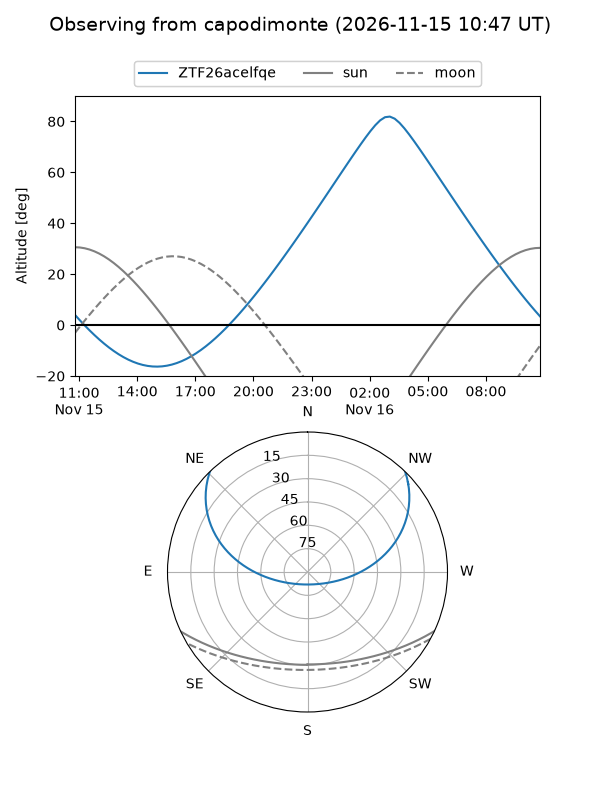 Observing from capodimonte (2026-11-15 10:47 UT)
ZTF26acelfqe sun moon
Altitude [deg]
80
60
40
20
0
−20
11:00 14:00 17:00 20:00 23:00 02:00 05:00 08:00
Nov 15 Nov 16
N
NE NW
15
30
45
60
75
E W
SE SW
S